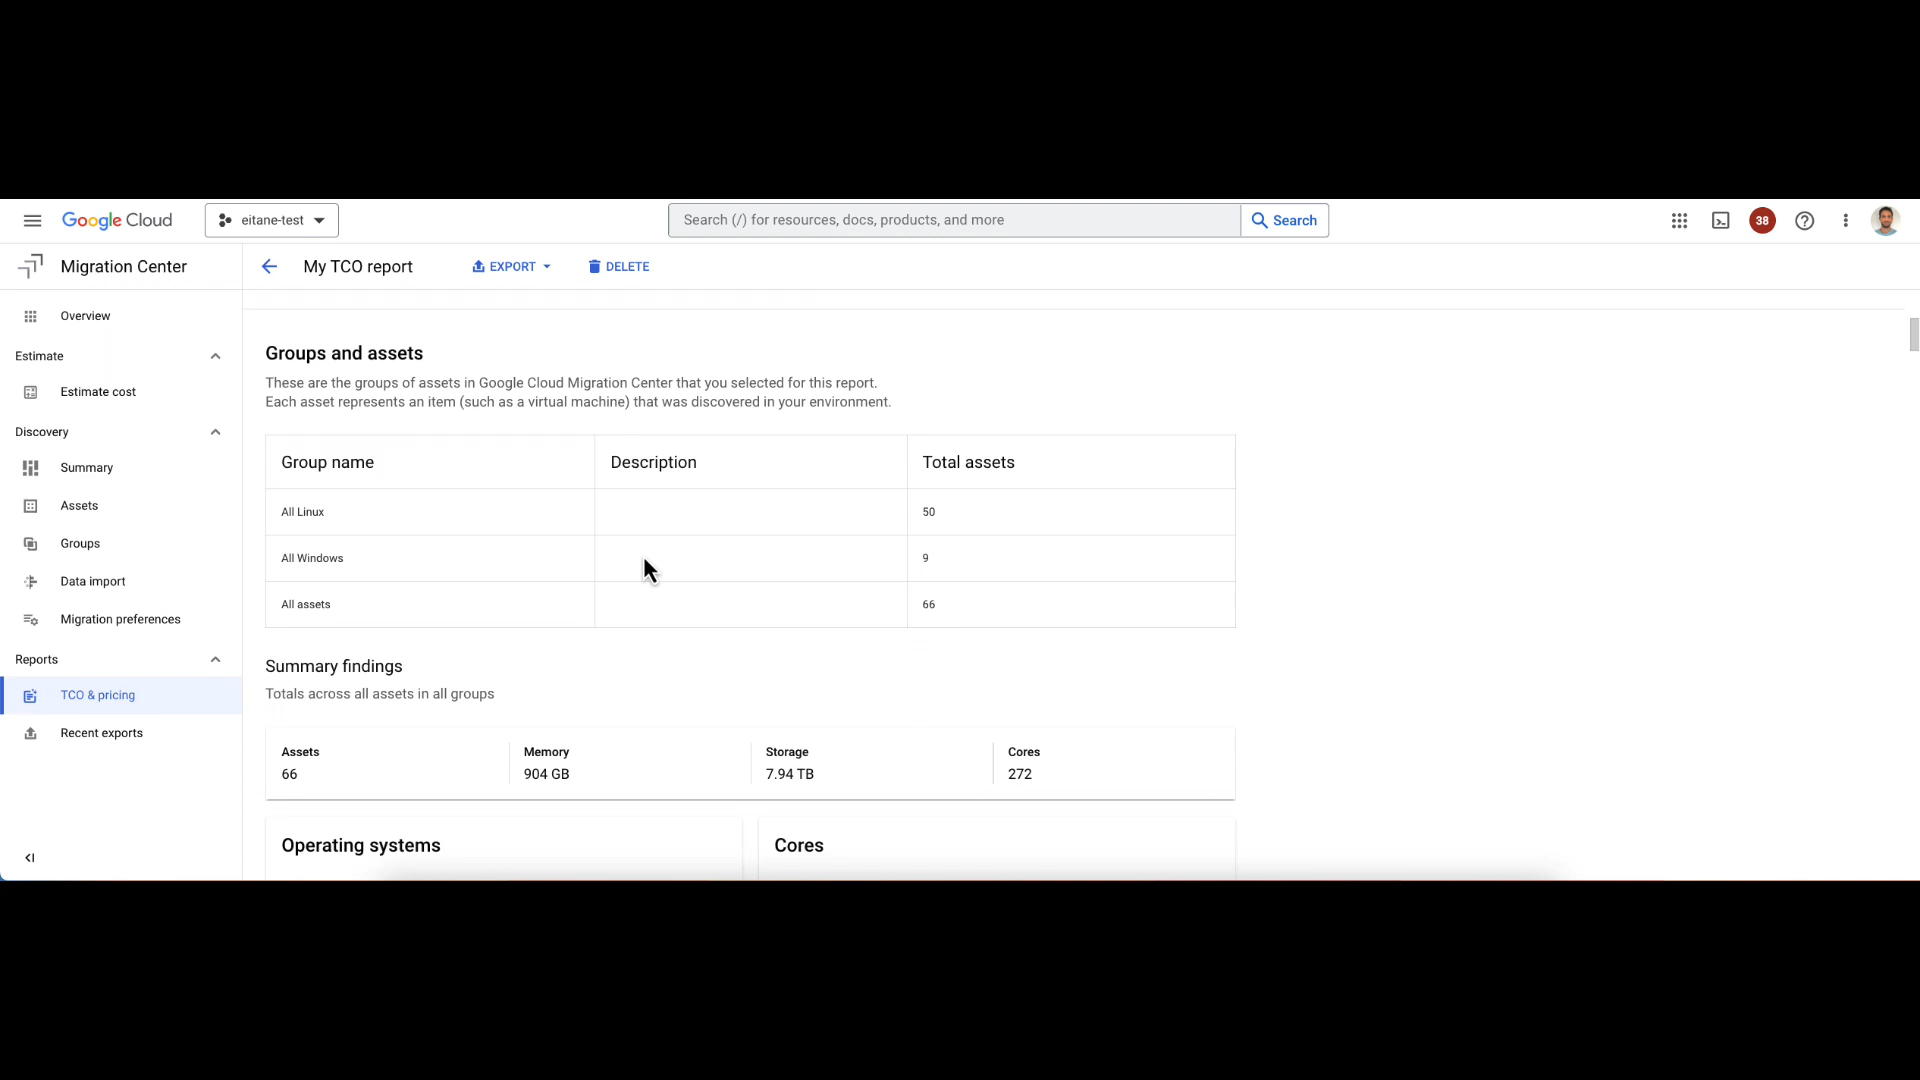 Google Cloud
eitane-test
Search (/) for resources, docs, products, and more
Search
38
Migration Center
My TCO report
EXPORT
DELETE
Overview
Estimate
Estimate cost
Discovery
Summary
Assets
Groups
Data import
Migration preferences
Reports
TCO & pricing
Recent exports
Groups and assets
These are the groups of assets in Google Cloud Migration Center that you selected for this report.
Each asset represents an item (such as a virtual machine) that was discovered in your environment.
Group name Description Total assets
All Linux 50
All Windows 9
All assets 66
Summary findings
Totals across all assets in all groups
Assets Memory Storage Cores
66 904 GB 7.94 TB 272
Operating systems Cores